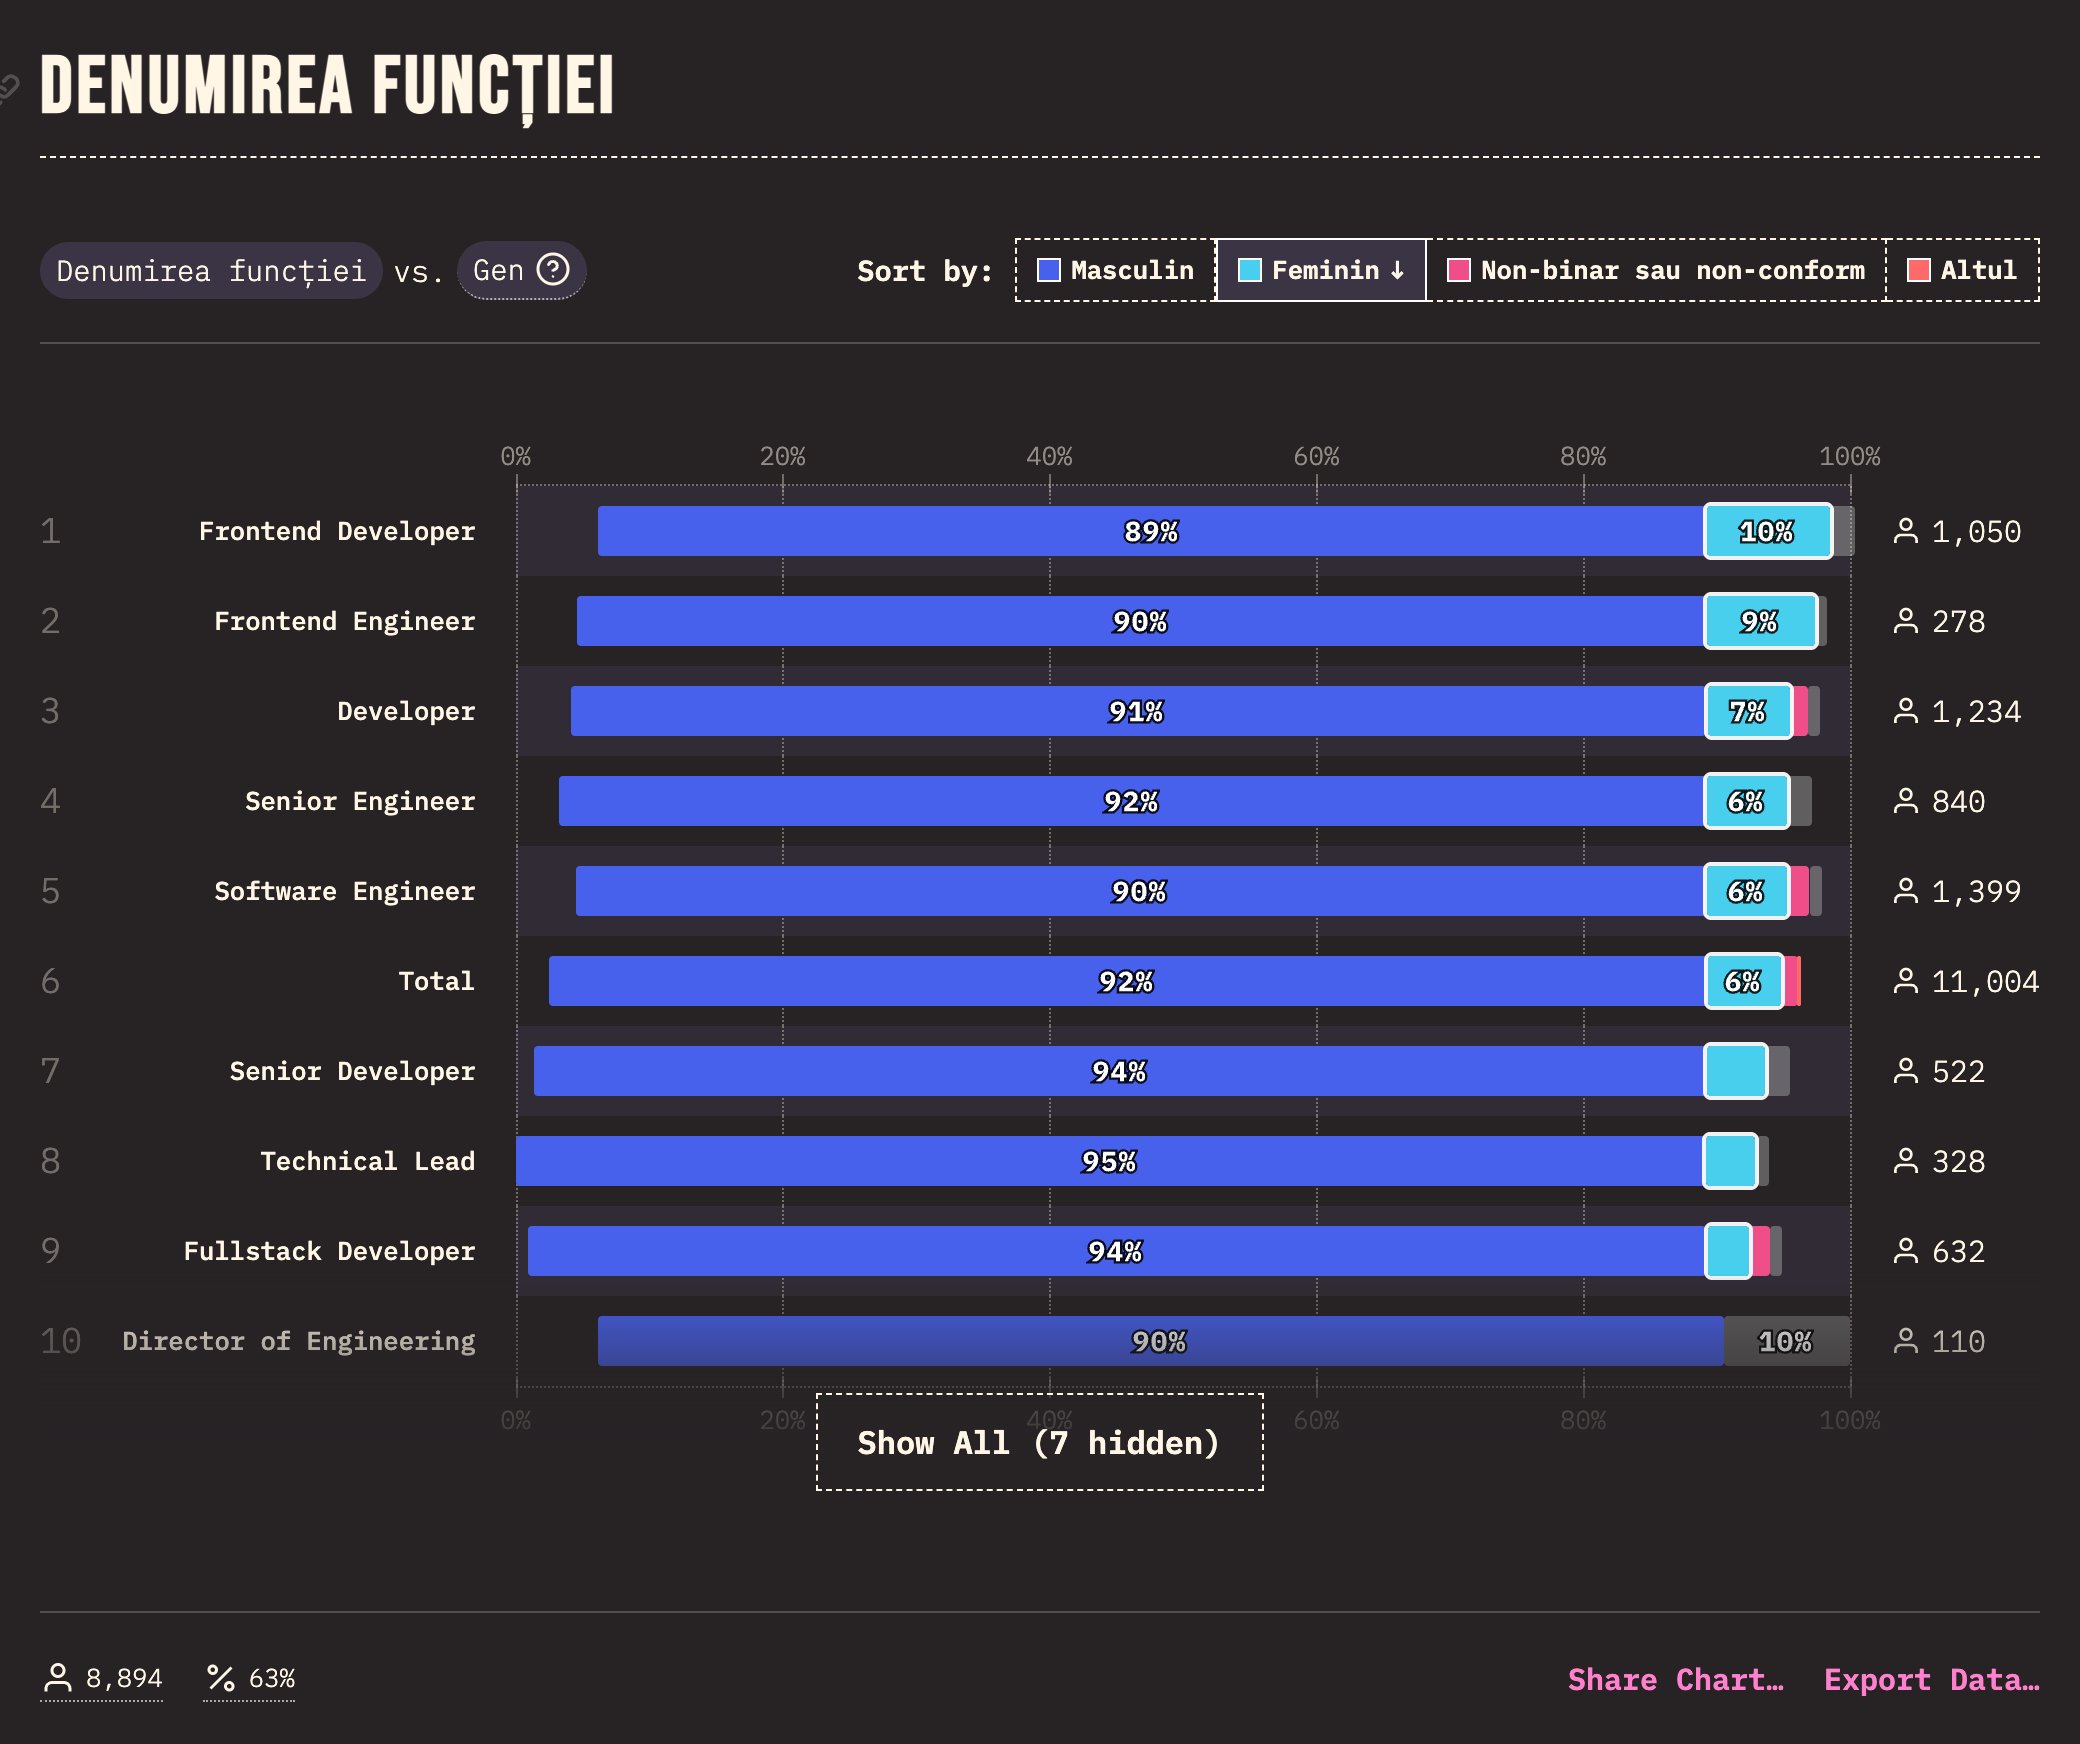 DENUMIREA FUNCȚIEI
Denumirea funcției vs. Gen Sort by: Masculin Feminin ↓ Non-binar sau non-conform Altul
0% 20% 40% 60% 80% 100%
1 Frontend Developer 89% 10% 1,050
2 Frontend Engineer 90% 9% 278
3 Developer 91% 7% 1,234
4 Senior Engineer 92% 6% 840
5 Software Engineer 90% 6% 1,399
6 Total 92% 6% 11,004
7 Senior Developer 94% 522
8 Technical Lead 95% 328
9 Fullstack Developer 94% 632
10 Director of Engineering 90% 10% 110
0% 20% 40% 60% 80% 100%
Show All (7 hidden)
8,894 63% Share Chart… Export Data…